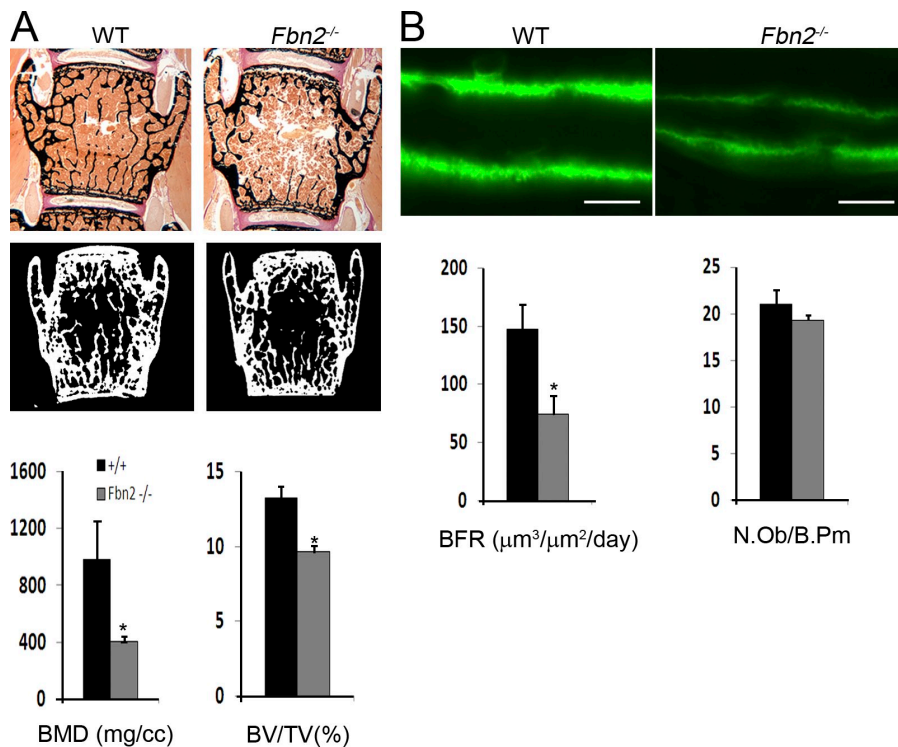 A
WT
Fbn2-/-
B
WT
Fbn2-/-
1600
1200
800
400
0
+/+
Fbn2 -/-
*
BMD (mg/cc)
15
10
5
0
*
BV/TV(%)
200
150
100
50
0
*
BFR (μm³/μm²/day)
25
20
15
10
5
0
N.Ob/B.Pm